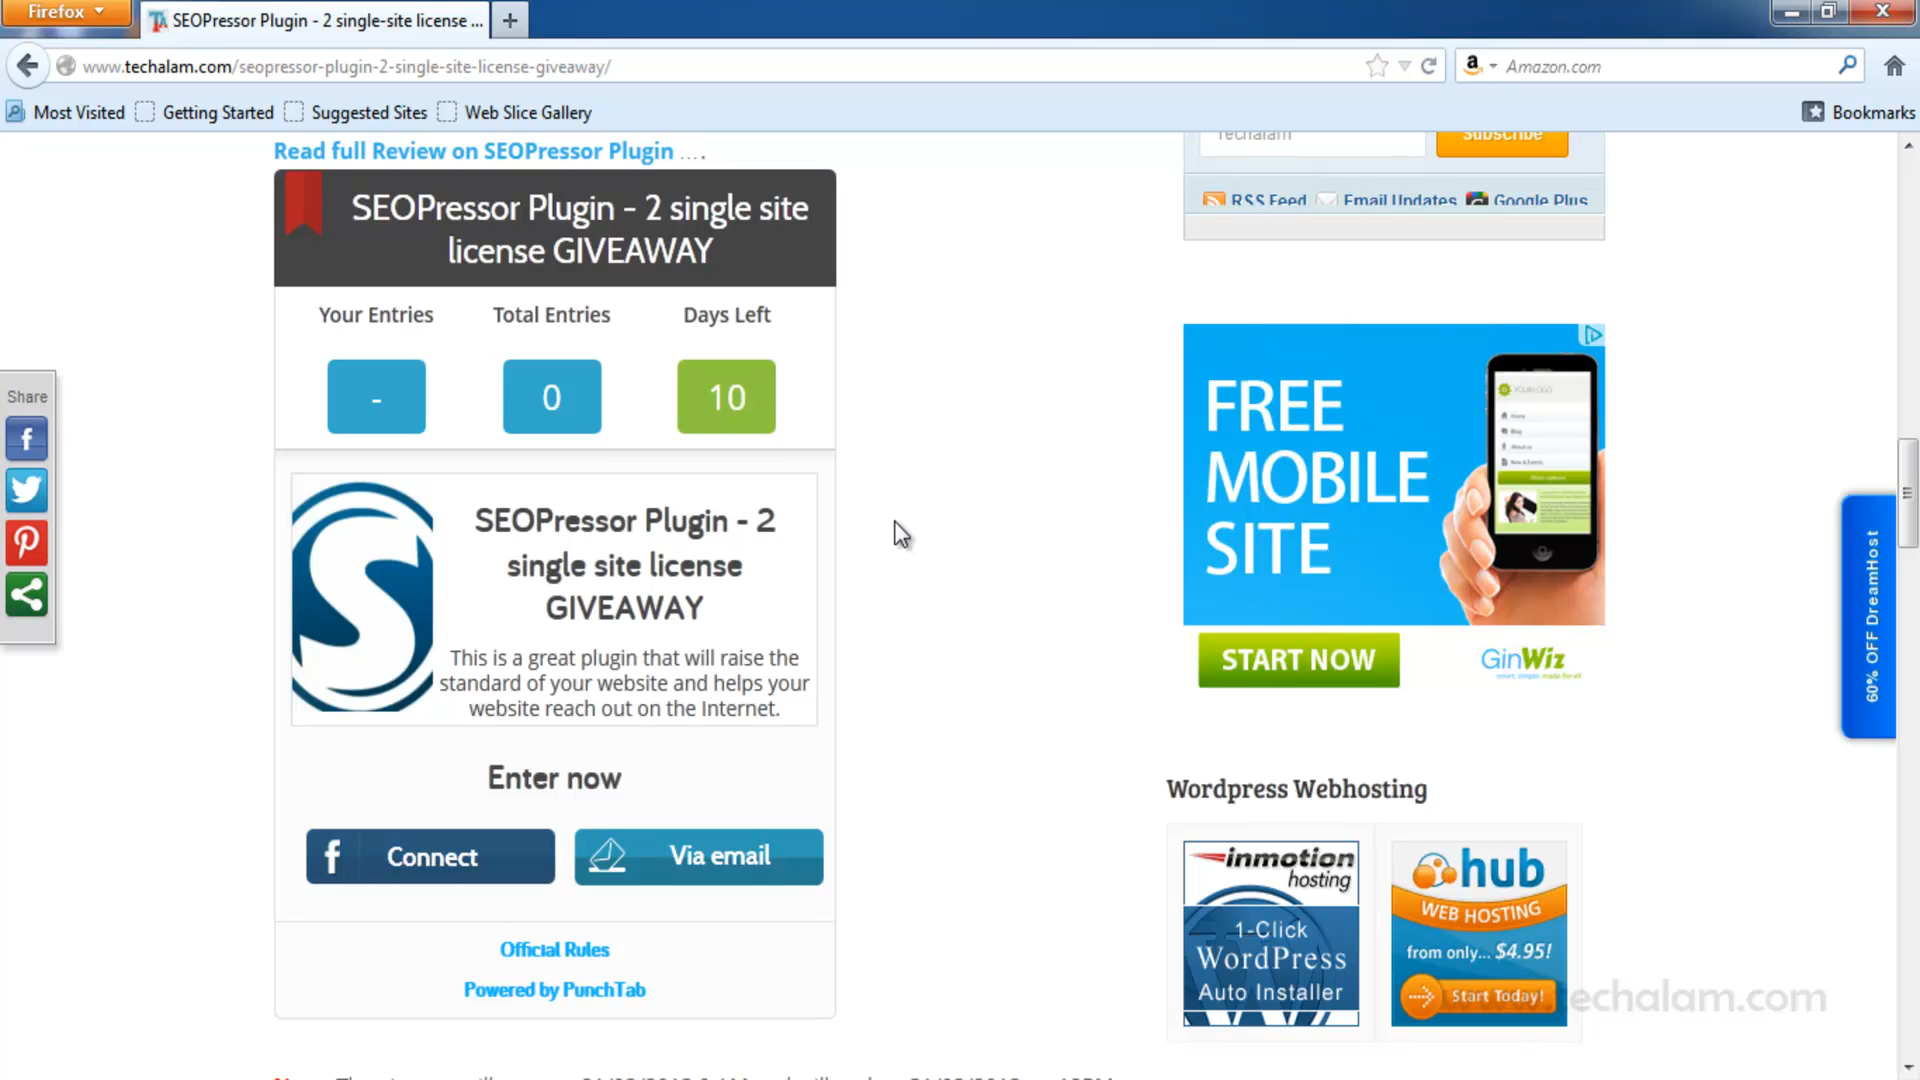 Firefox
SEOPressor Plugin - 2 single-site license ...
www.techalam.com/seopressor-plugin-2-single-site-license-giveaway/
Amazon.com
Most Visited
Getting Started
Suggested Sites
Web Slice Gallery
Bookmarks
Read full Review on SEOPressor Plugin ....
SEOPressor Plugin - 2 single site
license GIVEAWAY
Your Entries
Total Entries
Days Left
-
0
10
SEOPressor Plugin - 2
single site license
GIVEAWAY
This is a great plugin that will raise the
standard of your website and helps your
website reach out on the Internet.
Enter now
Connect
Via email
Official Rules
Powered by PunchTab
Share
Techalam
Subscribe
RSS Feed
Email Updates
Google Plus
FREE
MOBILE
SITE
YOUR LOGO
START NOW
GinWiz
60% OFF DreamHost
Wordpress Webhosting
inmotion
hosting
1-Click
WordPress
Auto Installer
hub
WEB HOSTING
from only... $4.95!
Start Today!
techalam.com